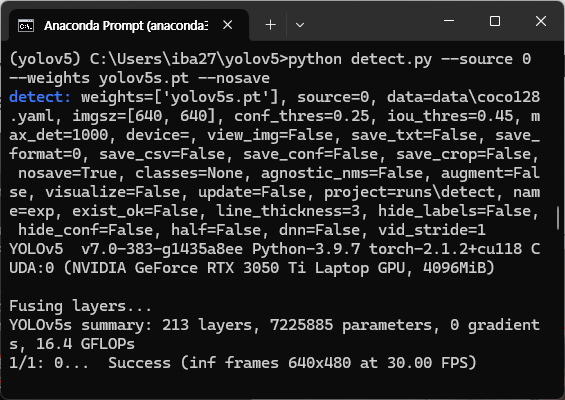 Anaconda Prompt (anaconda3
(yolov5) C:\Users\iba27\yolov5>python detect.py --source 0
--weights yolov5s.pt --nosave
detect: weights=['yolov5s.pt'], source=0, data=data\coco128
.yaml, imgsz=[640, 640], conf_thres=0.25, iou_thres=0.45, m
ax_det=1000, device=, view_img=False, save_txt=False, save_
format=0, save_csv=False, save_conf=False, save_crop=False,
 nosave=True, classes=None, agnostic_nms=False, augment=Fal
se, visualize=False, update=False, project=runs\detect, nam
e=exp, exist_ok=False, line_thickness=3, hide_labels=False,
 hide_conf=False, half=False, dnn=False, vid_stride=1
YOLOv5  v7.0-383-g1435a8ee Python-3.9.7 torch-2.1.2+cu118 C
UDA:0 (NVIDIA GeForce RTX 3050 Ti Laptop GPU, 4096MiB)

Fusing layers...
YOLOv5s summary: 213 layers, 7225885 parameters, 0 gradient
s, 16.4 GFLOPs
1/1: 0...  Success (inf frames 640x480 at 30.00 FPS)